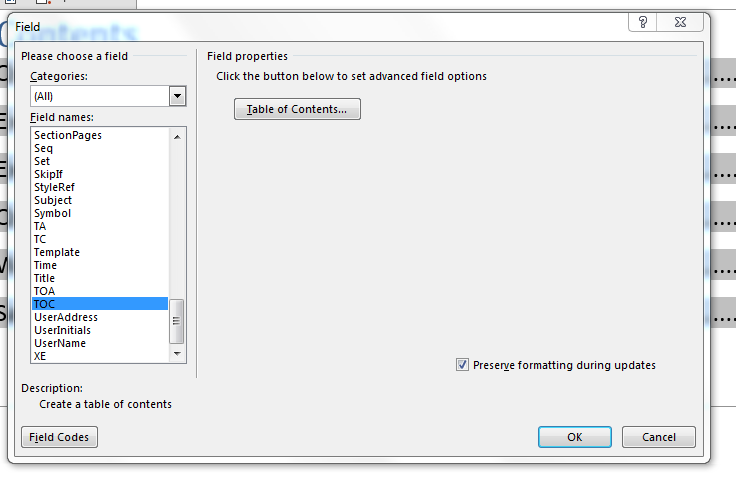 Field
Contents
Please choose a field
Categories:
(All)
Field names:
SectionPages
Seq
Set
SkipIf
StyleRef
Subject
Symbol
TA
TC
Template
Time
Title
TOA
TOC
UserAddress
UserInitials
UserName
XE
Field properties
Click the button below to set advanced field options
Table of Contents...
Preserve formatting during updates
Description:
Create a table of contents
Field Codes
OK
Cancel